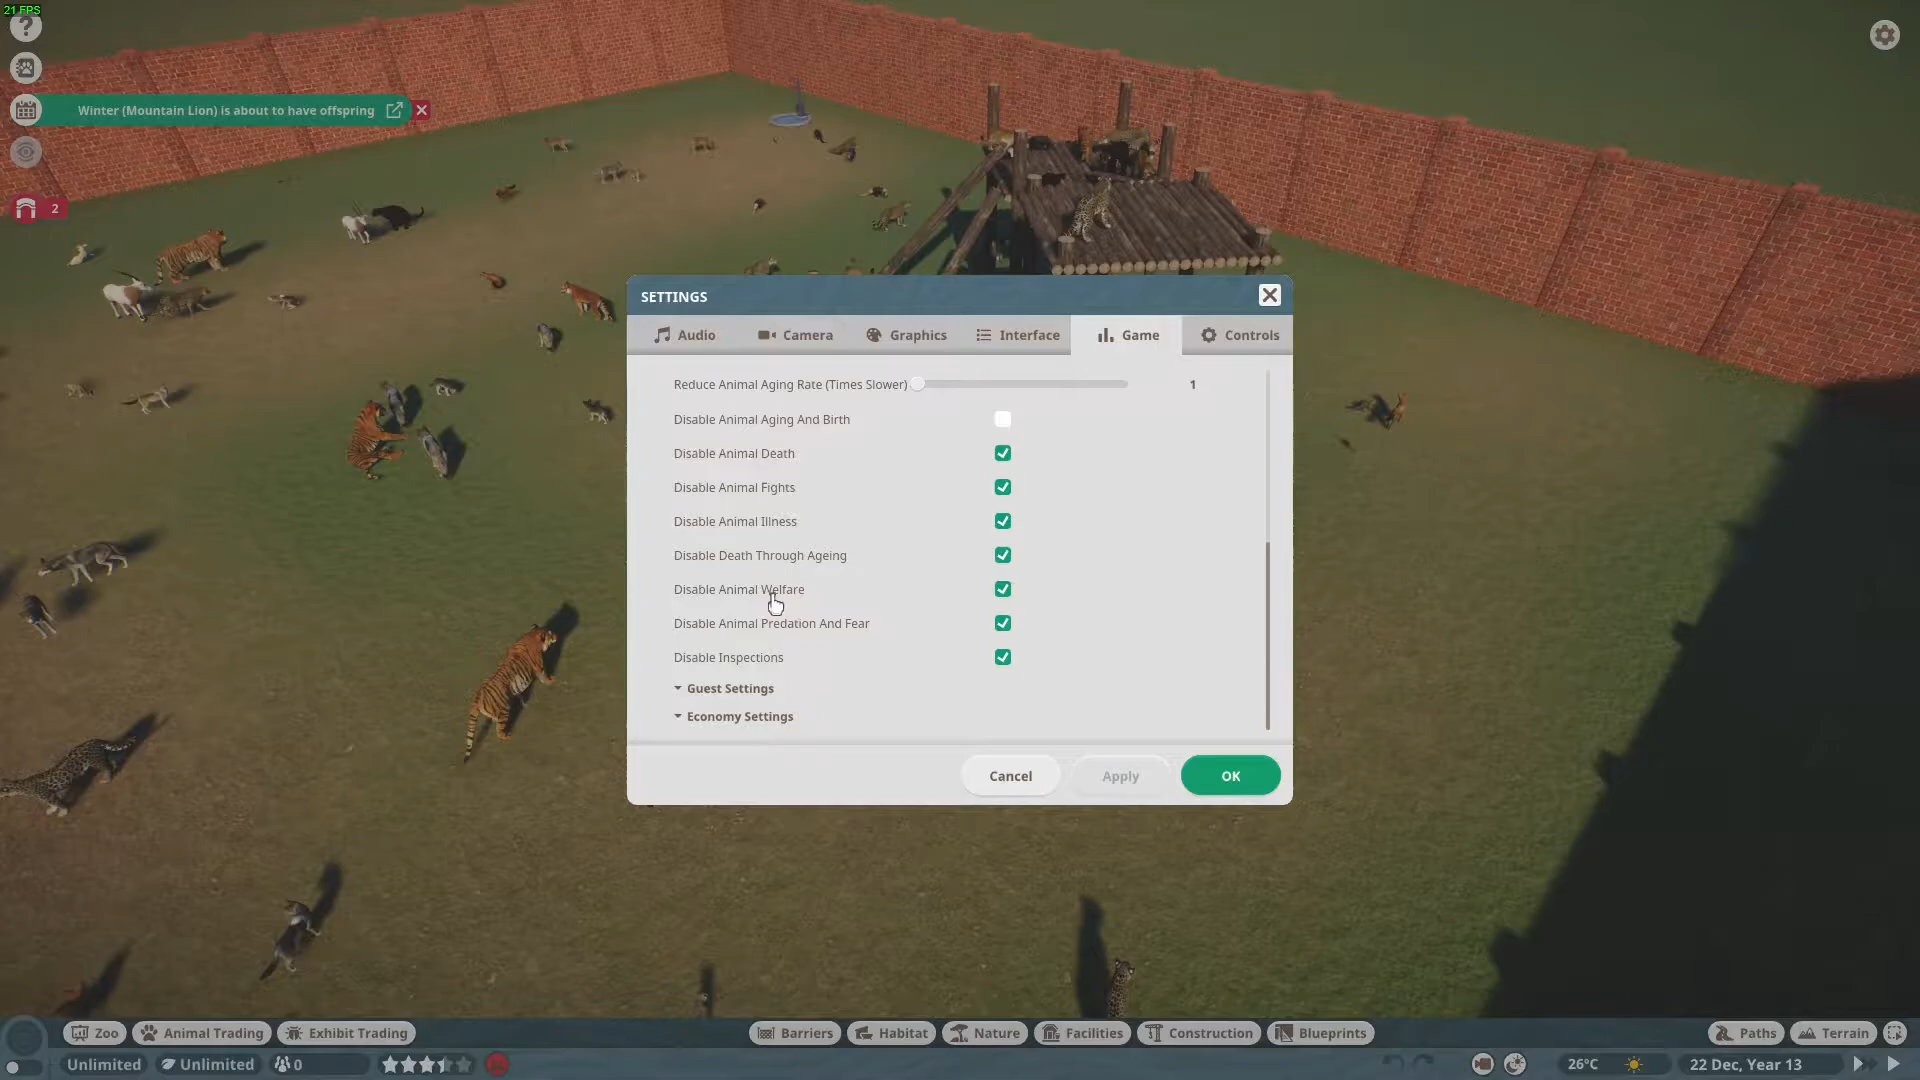 21 FPS
?
Winter (Mountain Lion) is about to have offspring
2
SETTINGS
Audio Camera Graphics Interface Game Controls
Reduce Animal Aging Rate (Times Slower) 1
Disable Animal Aging And Birth
Disable Animal Death
Disable Animal Fights
Disable Animal Illness
Disable Death Through Ageing
Disable Animal Welfare
Disable Animal Predation And Fear
Disable Inspections
Guest Settings
Economy Settings
Cancel Apply OK
Zoo Animal Trading Exhibit Trading Barriers Habitat Nature Facilities Construction Blueprints Paths Terrain
Unlimited Unlimited 0 26°C 22 Dec, Year 13